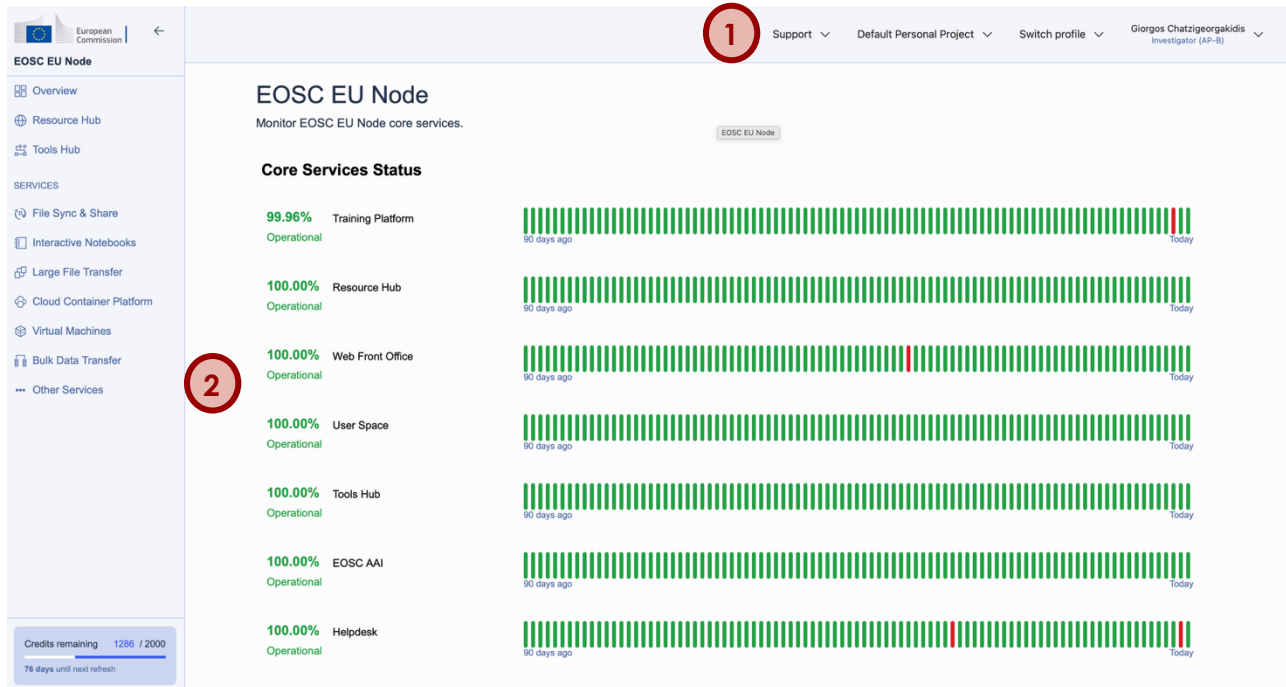 European
Commission
EOSC EU Node
Overview
Resource Hub
Tools Hub
SERVICES
File Sync & Share
Interactive Notebooks
Large File Transfer
Cloud Container Platform
Virtual Machines
Bulk Data Transfer
Other Services
Credits remaining 1286 / 2000
76 days until next refresh
1
Support
Default Personal Project
Switch profile
Giorgos Chatzigeorgakidis
Investigator (AP-B)
EOSC EU Node
Monitor EOSC EU Node core services.
EOSC EU Node
Core Services Status
99.96% Training Platform
Operational
90 days ago Today
100.00% Resource Hub
Operational
90 days ago Today
100.00% Web Front Office
Operational
90 days ago Today
2
100.00% User Space
Operational
90 days ago Today
100.00% Tools Hub
Operational
90 days ago Today
100.00% EOSC AAI
Operational
90 days ago Today
100.00% Helpdesk
Operational
90 days ago Today